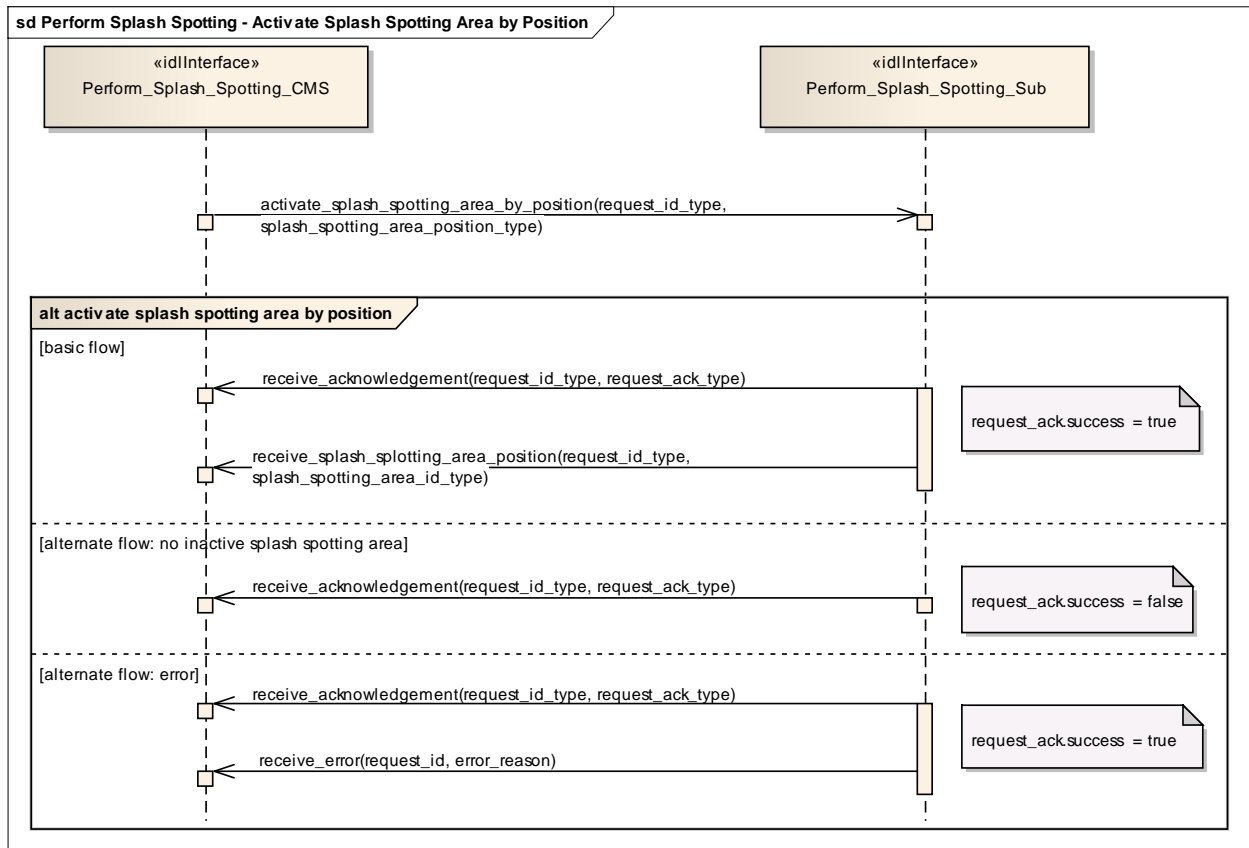 sd Perform Splash Spotting - Activate Splash Spotting Area by Position
«idlInterface»
Perform_Splash_Spotting_CMS
«idlInterface»
Perform_Splash_Spotting_Sub
activate_splash_spotting_area_by_position(request_id_type,
splash_spotting_area_position_type)
alt activate splash spotting area by position
[basic flow]
receive_acknowledgement(request_id_type, request_ack_type)
request_ack.success = true
receive_splash_splotting_area_position(request_id_type,
splash_spotting_area_id_type)
[alternate flow: no inactive splash spotting area]
receive_acknowledgement(request_id_type, request_ack_type)
request_ack.success = false
[alternate flow: error]
receive_acknowledgement(request_id_type, request_ack_type)
request_ack.success = true
receive_error(request_id, error_reason)